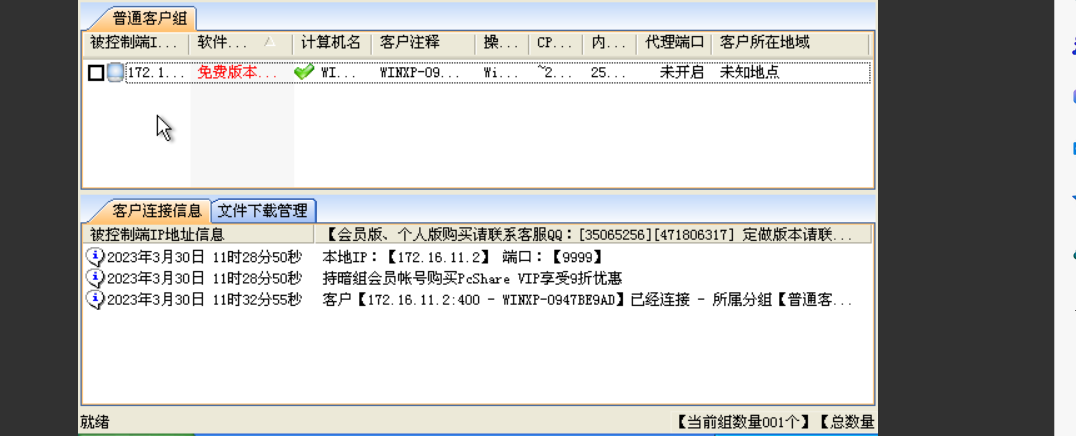 普通客户组
被控制端I... 软件... 计算机名 客户注释 操... CP... 内... 代理端口 客户所在地域
172.1... 免费版本... WI... WINXP-09... Wi... ~2... 25... 未开启 未知地点
客户连接信息 文件下载管理
被控制端IP地址信息 【会员版、个人版购买请联系客服QQ：[35065256][471806317] 定做版本请联...
2023年3月30日 11时28分50秒 本地IP：【172.16.11.2】 端口：【9999】
2023年3月30日 11时28分50秒 持暗组会员帐号购买PcShare VIP享受9折优惠
2023年3月30日 11时32分55秒 客户【172.16.11.2:400 - WINXP-0947BE9AD】已经连接 - 所属分组【普通客...
就绪 【当前组数量001个】【总数量